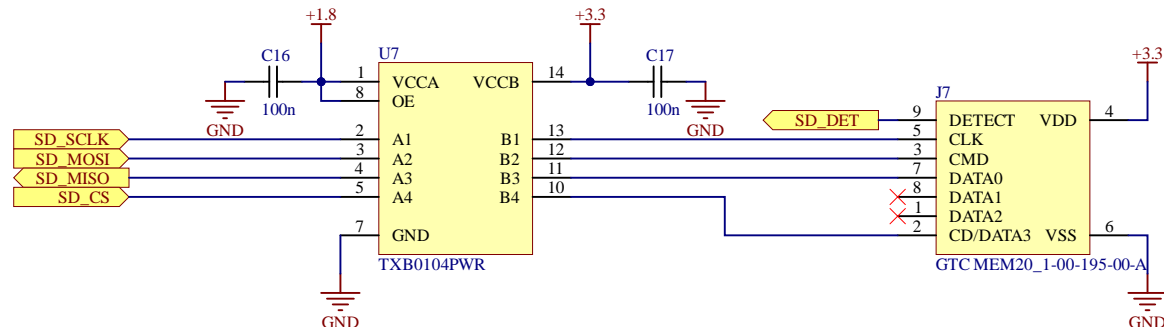 +1.8
+3.3
C16
U7
C17
+3.3
1
VCCA
VCCB
14
8
OE
100n
100n
J7
GND
GND
SD_DET
9
DETECT
VDD
4
SD_SCLK
2
A1
B1
13
5
CLK
SD_MOSI
3
A2
B2
12
3
CMD
SD_MISO
4
A3
B3
11
7
DATA0
SD_CS
5
A4
B4
10
8
DATA1
1
DATA2
7
GND
2
CD/DATA3
VSS
6
TXB0104PWR
GTC MEM20_1-00-195-00-A
GND
GND